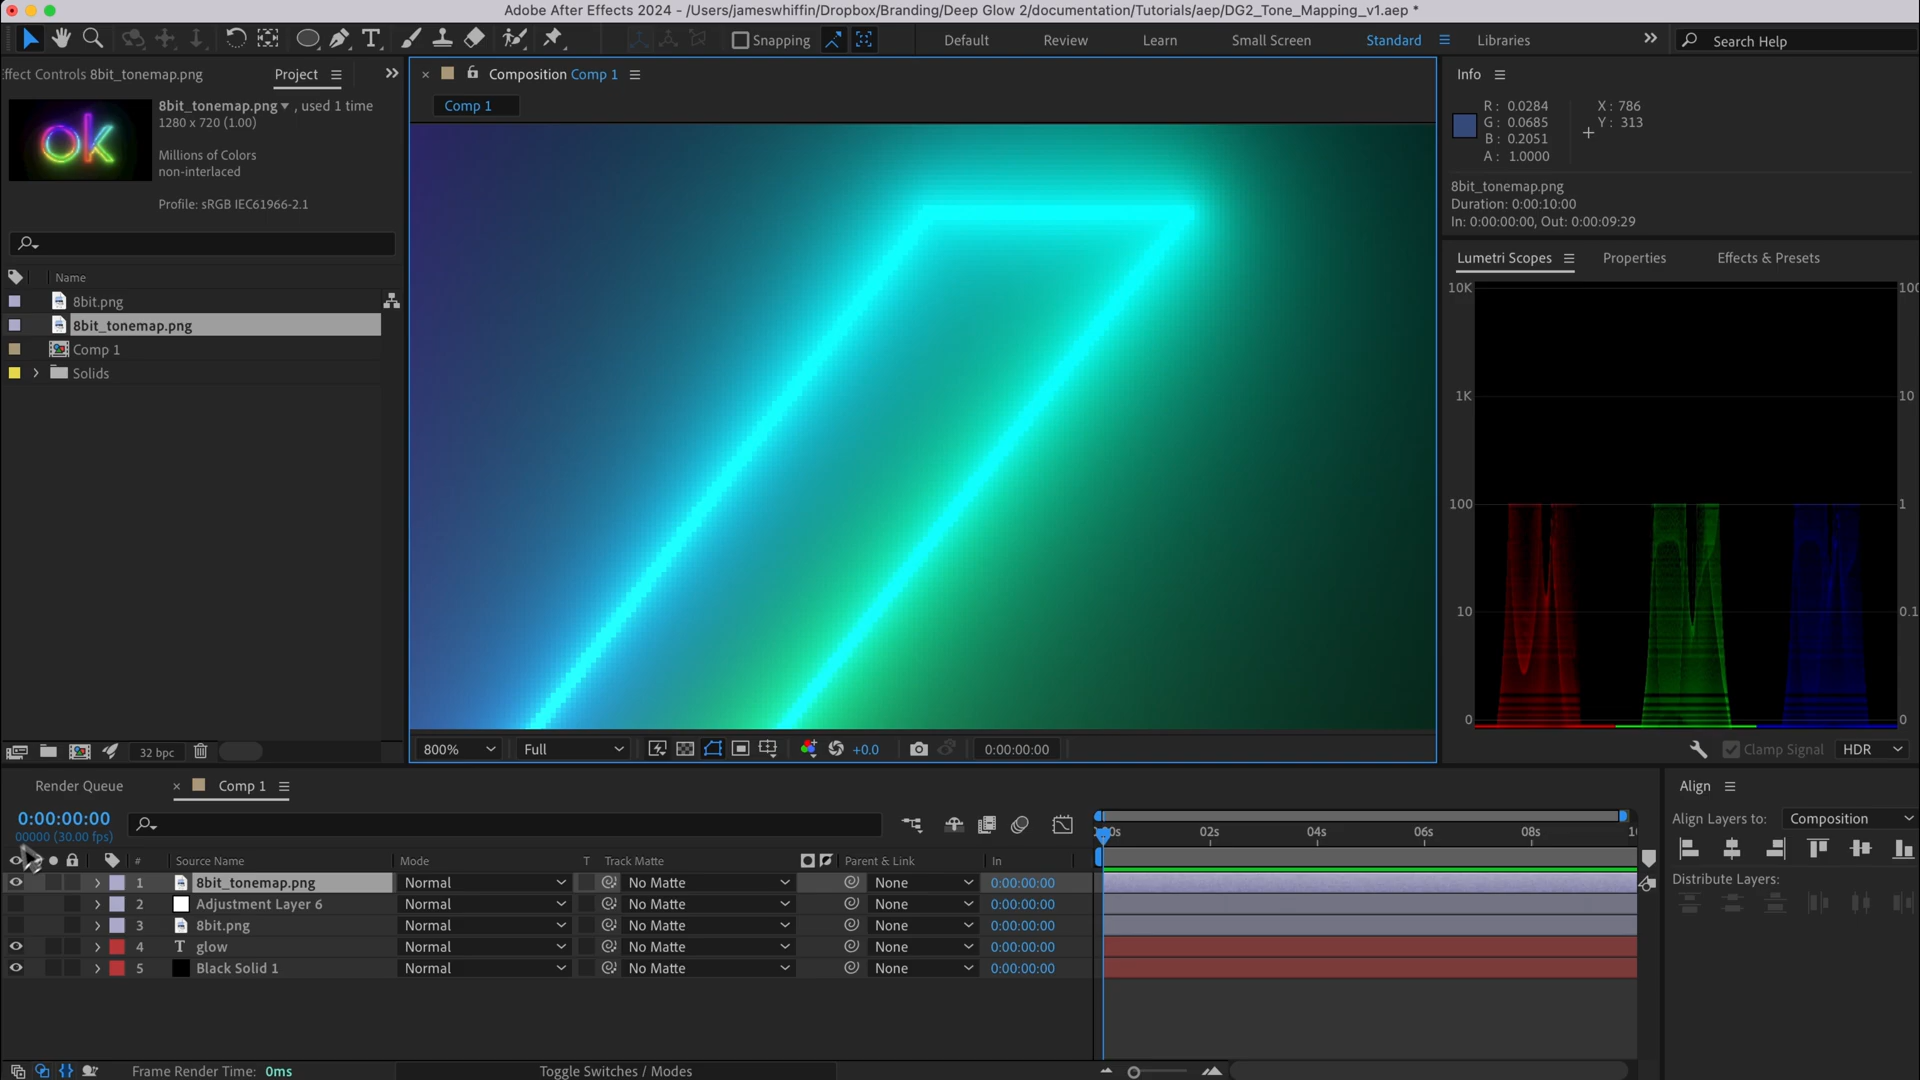 Adobe After Effects 2024 - /Users/jameswhiffin/Dropbox/Branding/Deep Glow 2/documentation/Tutorials/aep/DG2_Tone_Mapping_v1.aep *
Snapping
Default
Review
Learn
Small Screen
Standard
Libraries
Search Help
ffect Controls 8bit_tonemap.png
Project
8bit_tonemap.png , used 1 time
1280 x 720 (1.00)
Millions of Colors
non-interlaced
Profile: sRGB IEC61966-2.1
Name
8bit.png
8bit_tonemap.png
Comp 1
Solids
32 bpc
Composition Comp 1
Comp 1
ok
800%
Full
+0.0
0:00:00:00
Info
R: 0.0284
G: 0.0685
B: 0.2051
A: 1.0000
X: 786
Y: 313
8bit_tonemap.png
Duration: 0:00:10:00
In: 0:00:00:00, Out: 0:00:09:29
Lumetri Scopes
Properties
Effects & Presets
10K
1K
100
10
0
100
10
1
0.1
0
Clamp Signal
HDR
Render Queue
Comp 1
0:00:00:00
00000 (30.00 fps)
02s
04s
06s
08s
# Source Name Mode T Track Matte Parent & Link In
1 8bit_tonemap.png Normal No Matte None 0:00:00:00
2 Adjustment Layer 6 Normal No Matte None 0:00:00:00
3 8bit.png Normal No Matte None 0:00:00:00
4 T glow Normal No Matte None 0:00:00:00
5 Black Solid 1 Normal No Matte None 0:00:00:00
Frame Render Time: 0ms
Toggle Switches / Modes
Align
Align Layers to: Composition
Distribute Layers: